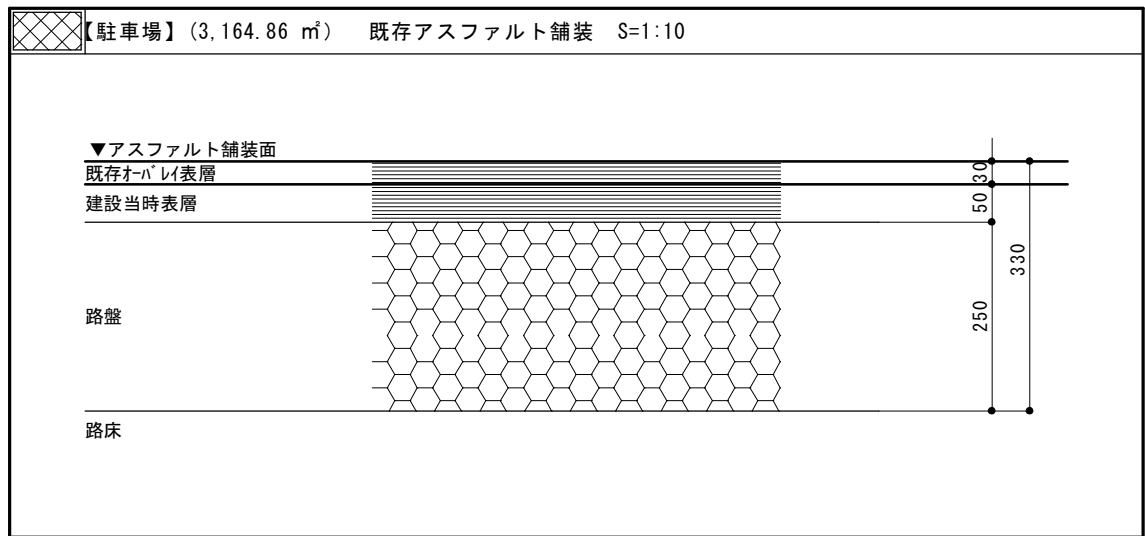 【駐車場】(3,164.86 ㎡) 既存アスファルト舗装 S=1:10
▼アスファルト舗装面
既存オーバレイ表層
30
建設当時表層
50
330
路盤
250
路床